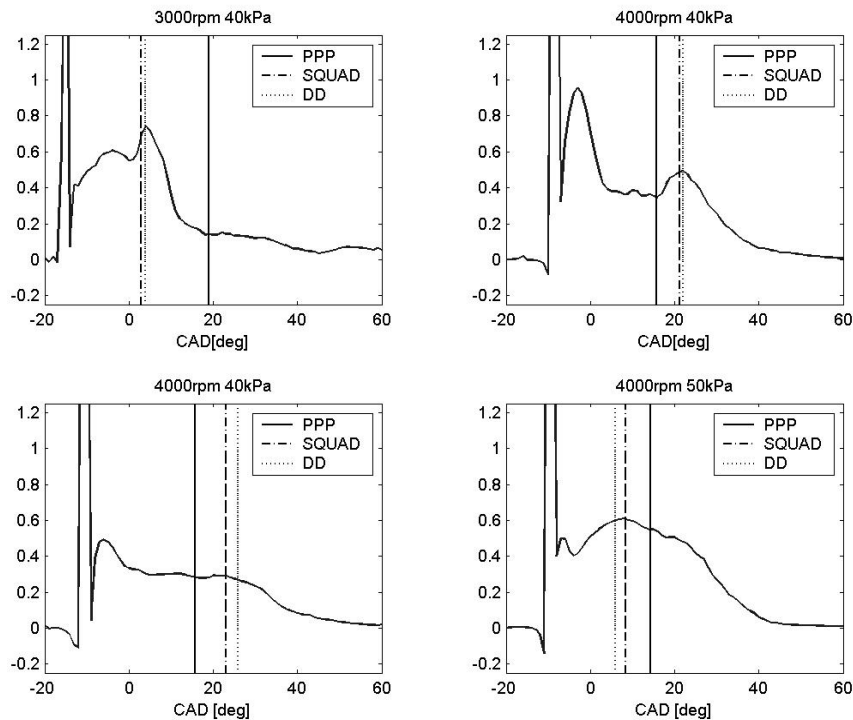 3000rpm 40kPa
1.2
1
0.8
0.6
0.4
0.2
0
-0.2
PPP
SQUAD
DD
-20 0 20 40 60
CAD[deg]
4000rpm 40kPa
1.2
1
0.8
0.6
0.4
0.2
0
-0.2
PPP
SQUAD
DD
-20 0 20 40 60
CAD[deg]
4000rpm 40kPa
1.2
1
0.8
0.6
0.4
0.2
0
-0.2
PPP
SQUAD
DD
-20 0 20 40 60
CAD [deg]
4000rpm 50kPa
1.2
1
0.8
0.6
0.4
0.2
0
-0.2
PPP
SQUAD
DD
-20 0 20 40 60
CAD [deg]